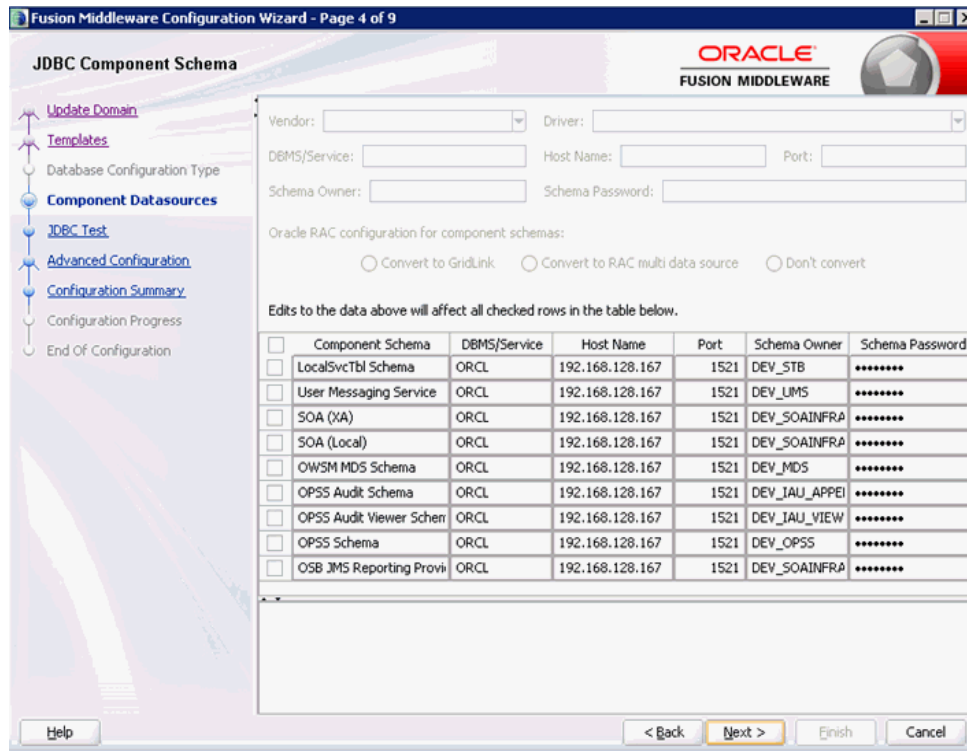 Fusion Middleware Configuration Wizard - Page 4 of 9
JDBC Component Schema
ORACLE
FUSION MIDDLEWARE
Update Domain
Templates
Database Configuration Type
Component Datasources
JDBC Test
Advanced Configuration
Configuration Summary
Configuration Progress
End Of Configuration
Vendor: Driver:
DBMS/Service: Host Name: Port:
Schema Owner: Schema Password:
Oracle RAC configuration for component schemas:
Convert to GridLink Convert to RAC multi data source Don't convert
Edits to the data above will affect all checked rows in the table below.
Component Schema DBMS/Service Host Name Port Schema Owner Schema Password
LocalSvcTbl Schema ORCL 192.168.128.167 1521 DEV_STB ••••••••
User Messaging Service ORCL 192.168.128.167 1521 DEV_UMS ••••••••
SOA (XA) ORCL 192.168.128.167 1521 DEV_SOAINFRA ••••••••
SOA (Local) ORCL 192.168.128.167 1521 DEV_SOAINFRA ••••••••
OWSM MDS Schema ORCL 192.168.128.167 1521 DEV_MDS ••••••••
OPSS Audit Schema ORCL 192.168.128.167 1521 DEV_IAU_APPE ••••••••
OPSS Audit Viewer Schem ORCL 192.168.128.167 1521 DEV_IAU_VIEW ••••••••
OPSS Schema ORCL 192.168.128.167 1521 DEV_OPSS ••••••••
OSB JMS Reporting Provi ORCL 192.168.128.167 1521 DEV_SOAINFRA ••••••••
Help < Back Next > Finish Cancel